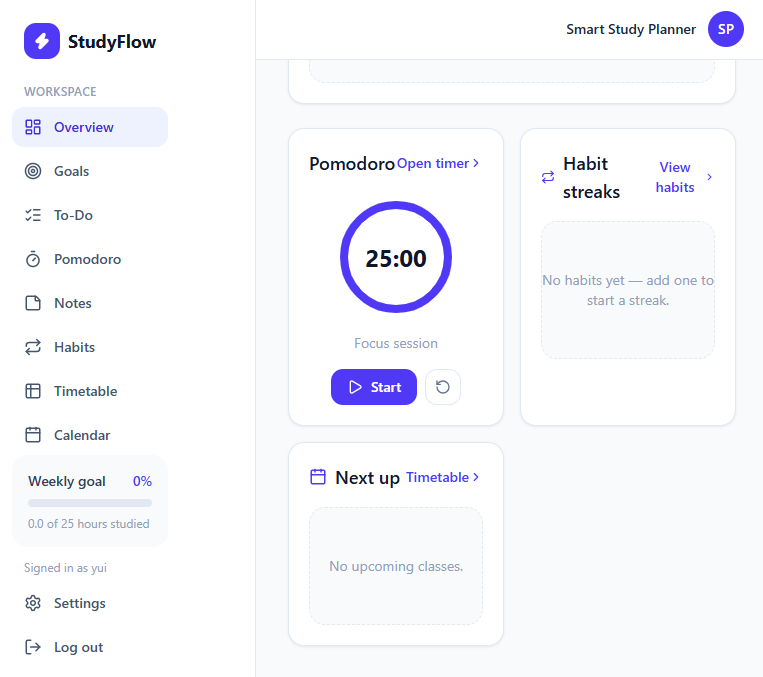 StudyFlow
Smart Study Planner
SP
WORKSPACE
Overview
Goals
To-Do
Pomodoro
Notes
Habits
Timetable
Calendar
Weekly goal 0%
0.0 of 25 hours studied
Signed in as yui
Settings
Log out
Pomodoro Open timer
25:00
Focus session
Start
Habit
streaks
View
habits
No habits yet — add one to
start a streak.
Next up Timetable
No upcoming classes.